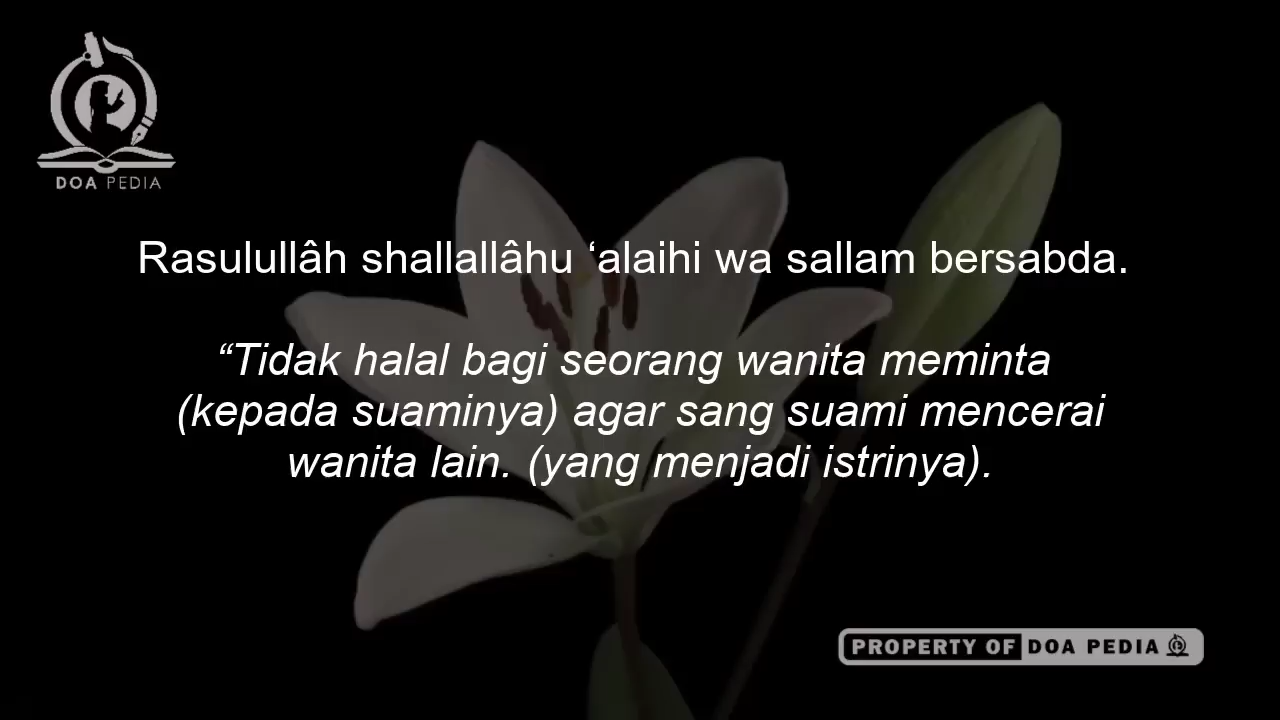 DOA PEDIA
Rasulullâh shallallâhu ‘alaihi wa sallam bersabda.
“Tidak halal bagi seorang wanita meminta
(kepada suaminya) agar sang suami mencerai
wanita lain. (yang menjadi istrinya).
PROPERTY OF DOA PEDIA